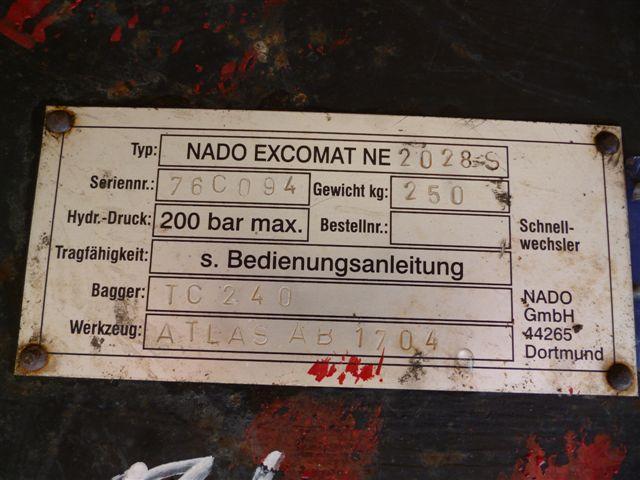 Typ: NADO EXCOMAT NE 2028-S
Seriennr.: 76C094 Gewicht kg: 250
Hydr.-Druck: 200 bar max. Bestellnr.:
Schnell-
wechsler
Tragfähigkeit: s. Bedienungsanleitung
Bagger: TC 240
Werkzeug: ATLAS AB 1704
NADO
GmbH
44265
Dortmund